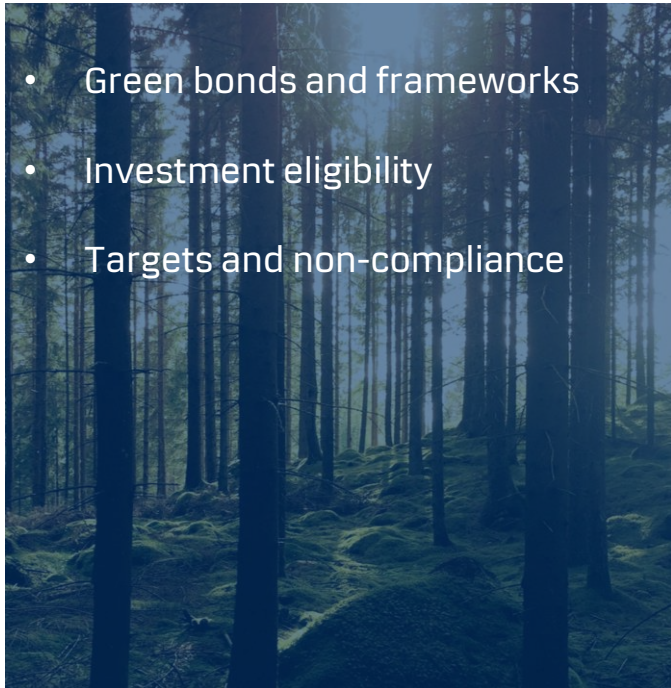 • Green bonds and frameworks
• Investment eligibility
• Targets and non-compliance